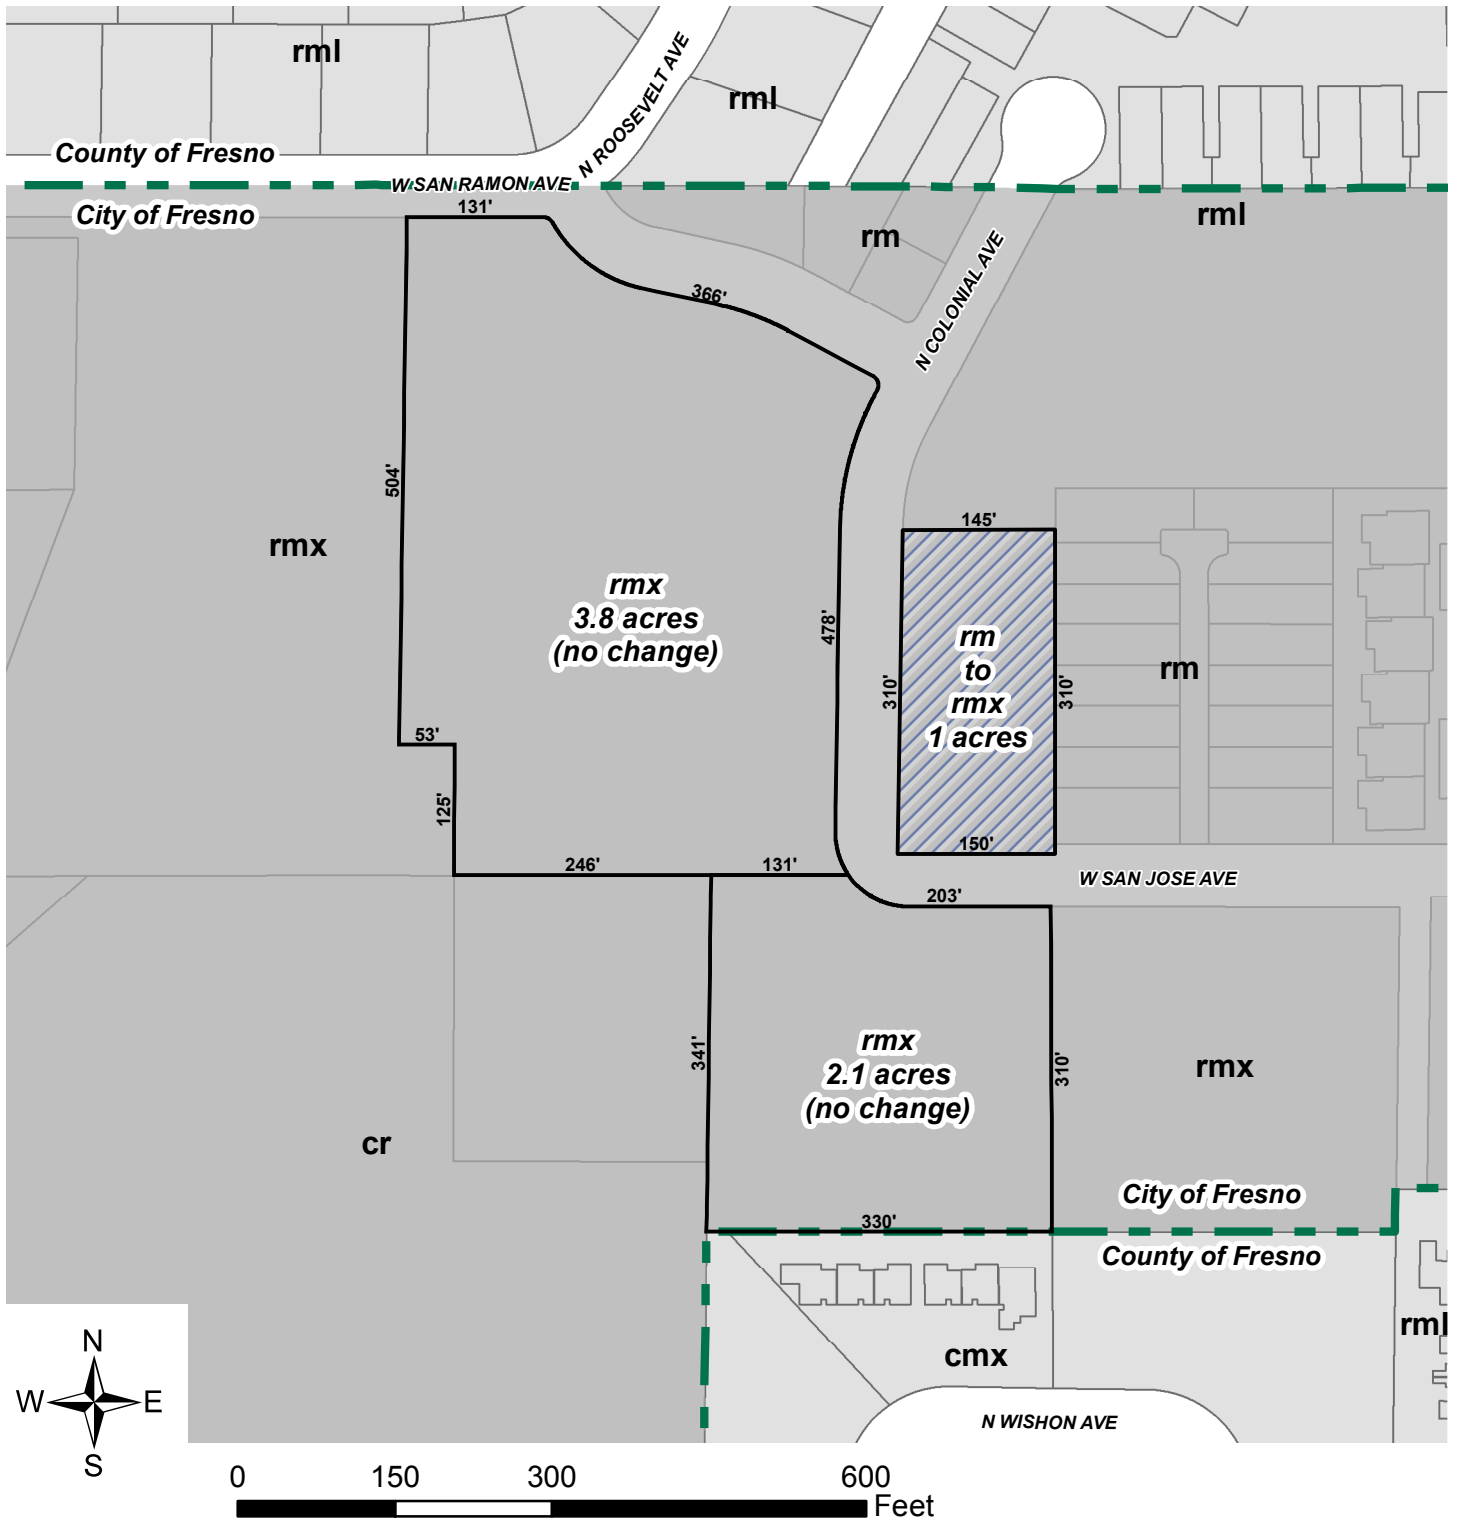 rml
N ROOSEVELT AVE
rml
County of Fresno
W SAN RAMON AVE
City of Fresno
131'
rm
rml
N COLONIAL AVE
366'
504'
rmx
rmx
3.8 acres
(no change)
478'
145'
310'
rm
to
rmx
1 acres
310'
150'
rm
53'
125'
246'
131'
W SAN JOSE AVE
203'
341'
rmx
2.1 acres
(no change)
310'
rmx
cr
330'
City of Fresno
County of Fresno
cmx
rml
N WISHON AVE
N
W
E
S
0
150
300
600
Feet